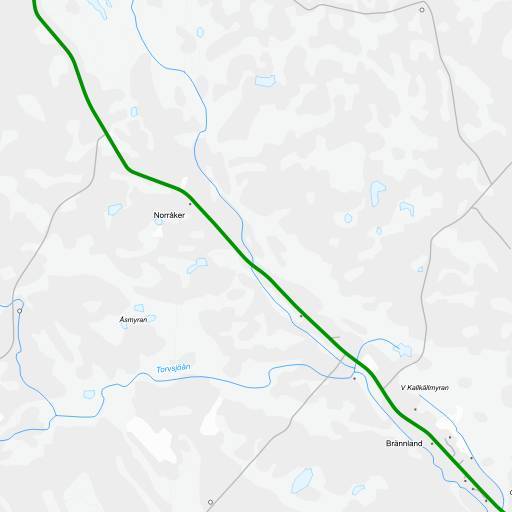 Norråker
Åsmyran
Torvsjöån
V Kallkällmyran
Brännland